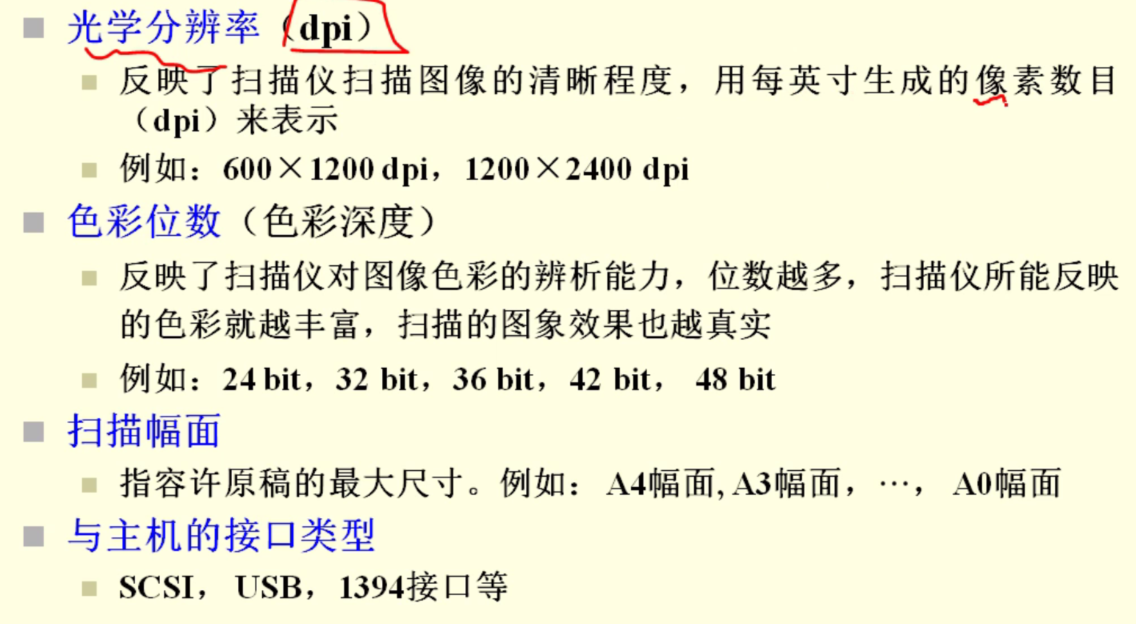 光学分辨率（dpi）
反映了扫描仪扫描图像的清晰程度，用每英寸生成的像素数目
（dpi）来表示
例如：600×1200 dpi，1200×2400 dpi
色彩位数（色彩深度）
反映了扫描仪对图像色彩的辨析能力，位数越多，扫描仪所能反映
的色彩就越丰富，扫描的图象效果也越真实
例如：24 bit，32 bit，36 bit，42 bit， 48 bit
扫描幅面
指容许原稿的最大尺寸。例如： A4幅面, A3幅面，…， A0幅面
与主机的接口类型
SCSI， USB，1394接口等